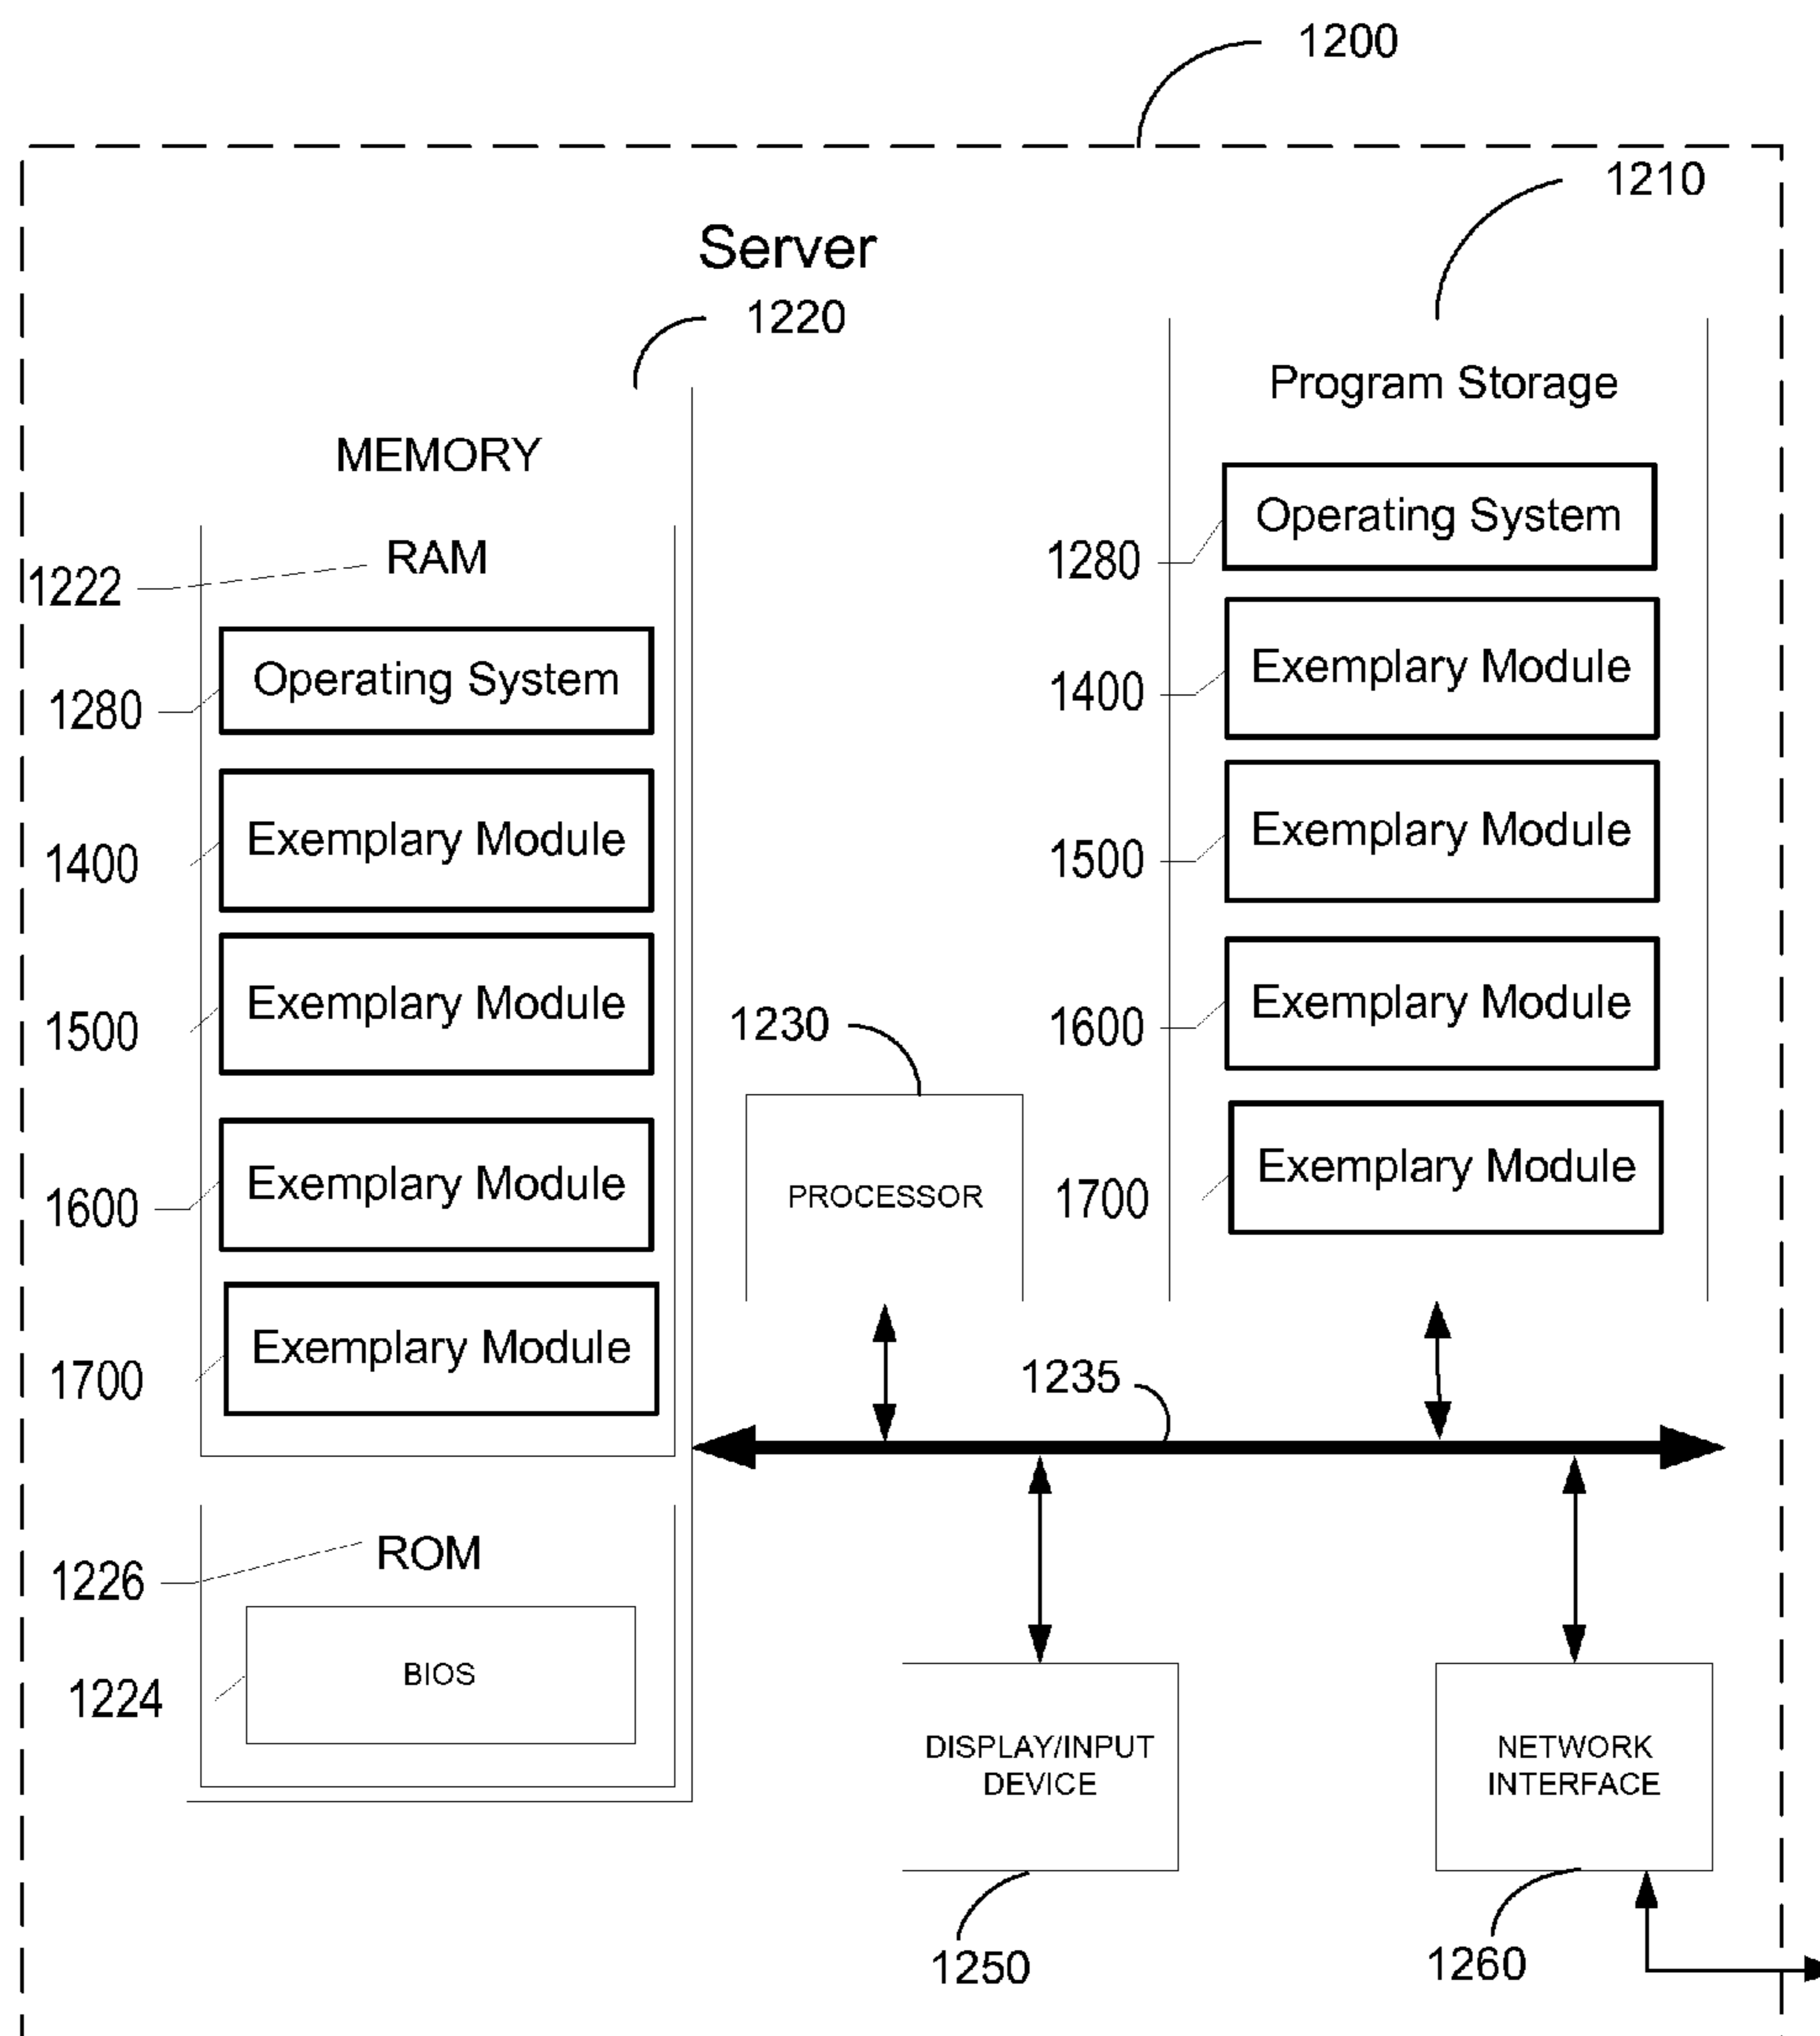 1200
1210
Server
1220
Program Storage
MEMORY
Operating System
1280
RAM
1222
Exemplary Module
1400
Operating System
1280
Exemplary Module
1500
Exemplary Module
1400
Exemplary Module
1600
Exemplary Module
1500
1230
Exemplary Module
1700
PROCESSOR
Exemplary Module
1600
Exemplary Module
1700
1235
ROM
1226
BIOS
1224
DISPLAY/INPUT
DEVICE
NETWORK
INTERFACE
1250
1260